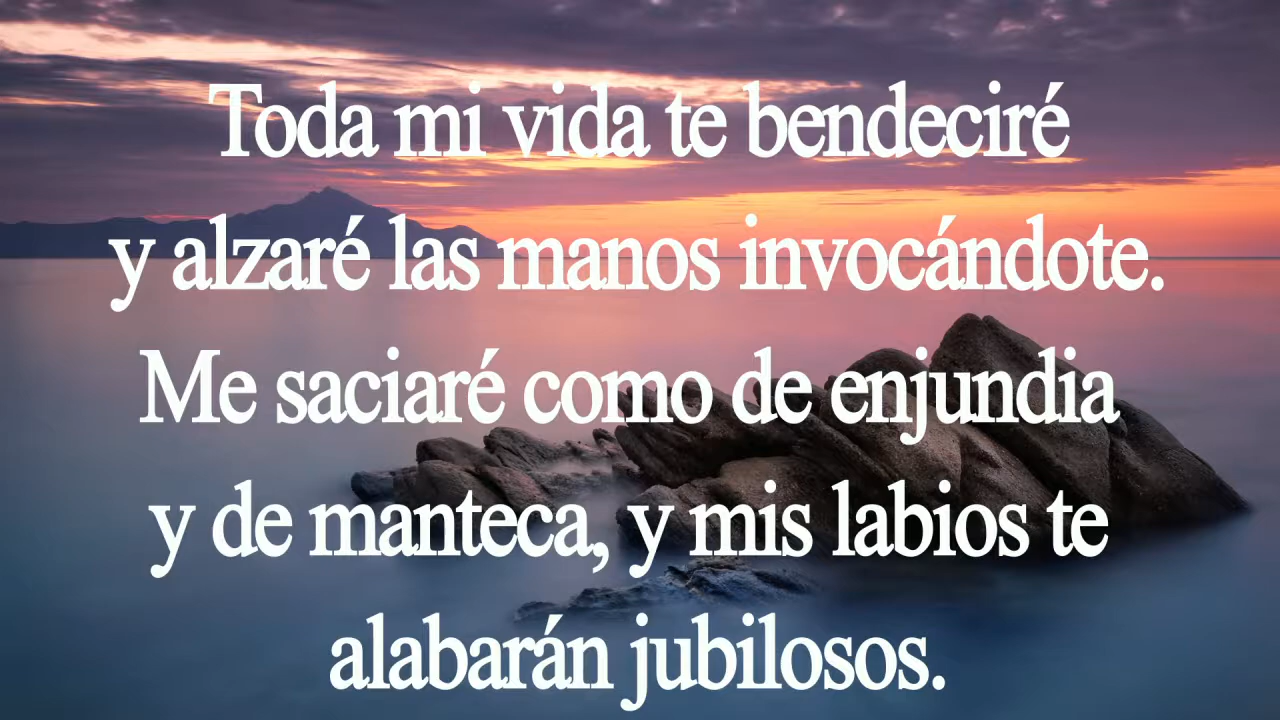 Toda mi vida te bendeciré
y alzaré las manos invocándote.
Me saciaré como de enjundia
y de manteca, y mis labios te
alabarán jubilosos.